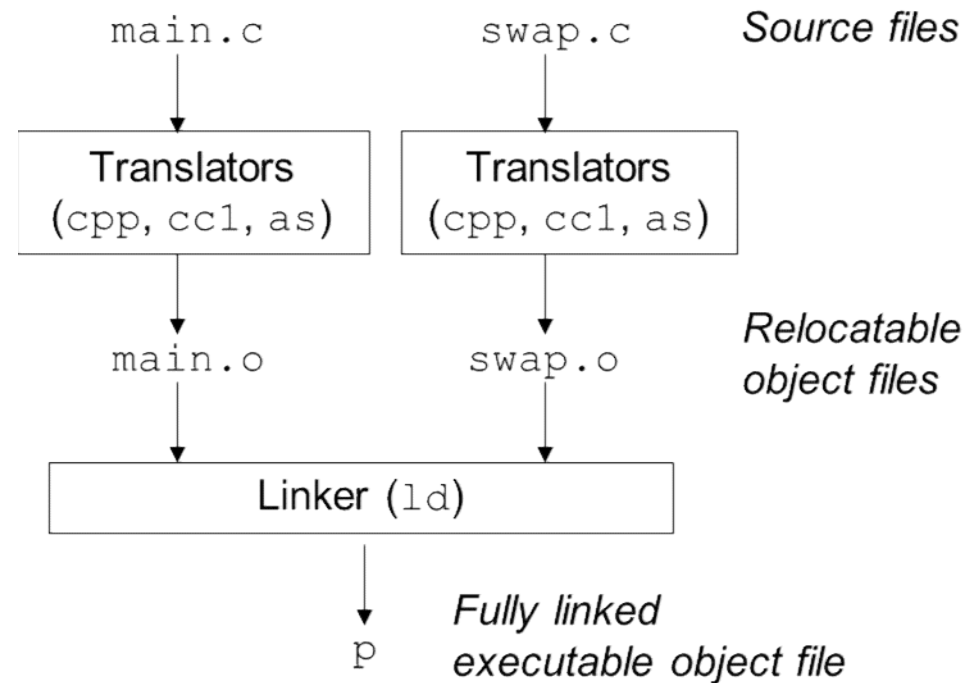 main.c swap.c Source files
Translators Translators
(cpp, cc1, as) (cpp, cc1, as)
main.o swap.o Relocatable
object files
Linker (ld)
p Fully linked
executable object file